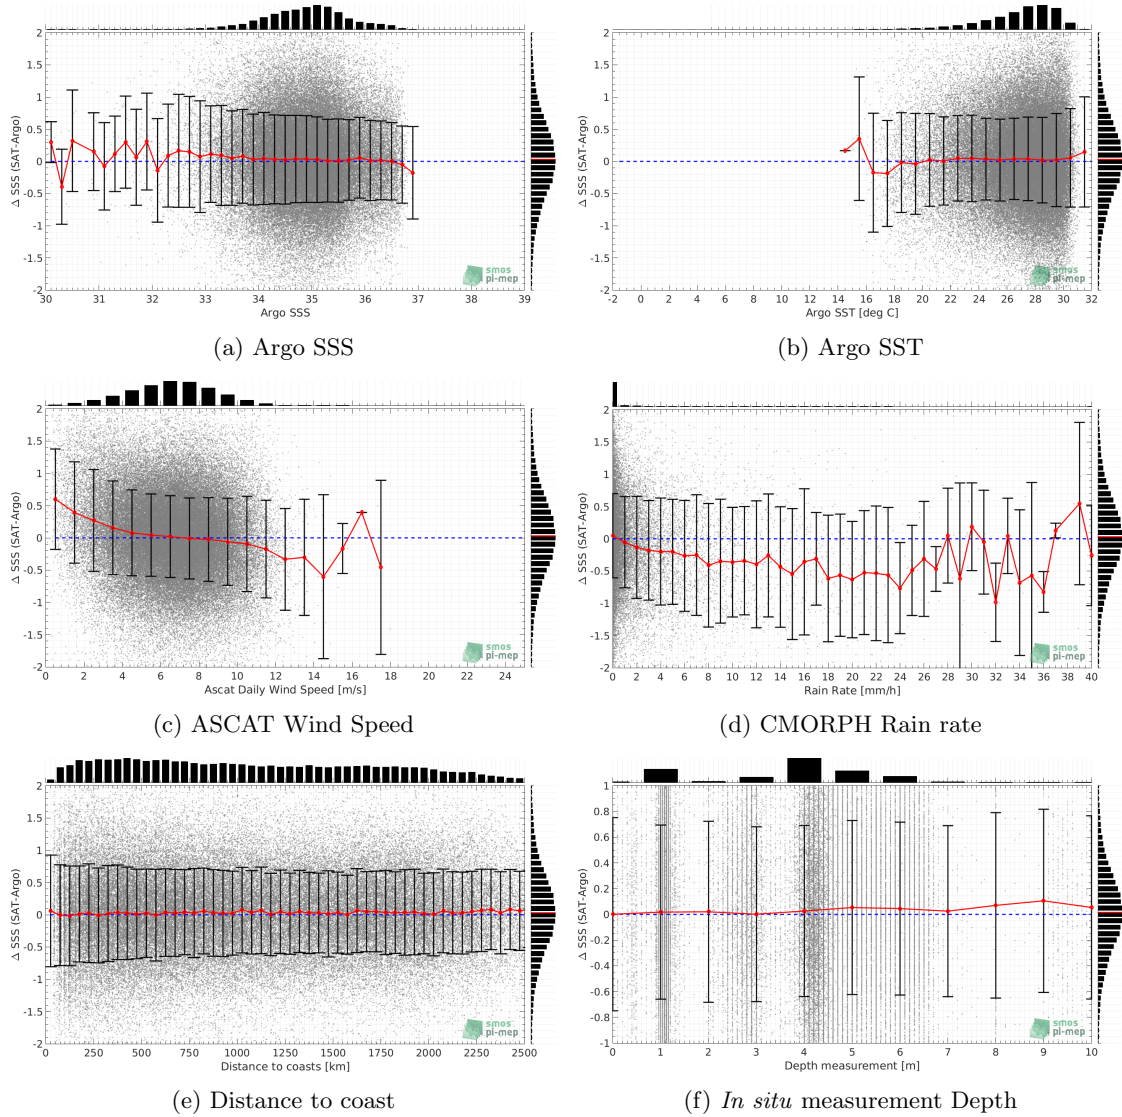 2
1.5
1
0.5
0
-0.5
-1
-1.5
-2
Δ SSS (SAT-Argo)
30 31 32 33 34 35 36 37 38 39
Argo SSS
smos
pi-mep
(a) Argo SSS
2
1.5
1
0.5
0
-0.5
-1
-1.5
-2
Δ SSS (SAT-Argo)
-2 0 2 4 6 8 10 12 14 16 18 20 22 24 26 28 30 32
Argo SST [deg C]
smos
pi-mep
(b) Argo SST
2
1.5
1
0.5
0
-0.5
-1
-1.5
-2
Δ SSS (SAT-Argo)
0 2 4 6 8 10 12 14 16 18 20 22 24
Ascat Daily Wind Speed [m/s]
smos
pi-mep
(c) ASCAT Wind Speed
2
1.5
1
0.5
0
-0.5
-1
-1.5
-2
Δ SSS (SAT-Argo)
0 2 4 6 8 10 12 14 16 18 20 22 24 26 28 30 32 34 36 38 40
Rain Rate [mm/h]
smos
pi-mep
(d) CMORPH Rain rate
2
1.5
1
0.5
0
-0.5
-1
-1.5
-2
Δ SSS (SAT-Argo)
0 250 500 750 1000 1250 1500 1750 2000 2250 2500
Distance to coasts [km]
smos
pi-mep
(e) Distance to coast
1
0.8
0.6
0.4
0.2
0
-0.2
-0.4
-0.6
-0.8
-1
Δ SSS (SAT-Argo)
0 1 2 3 4 5 6 7 8 9 10
Depth measurement [m]
smos
pi-mep
(f) In situ measurement Depth